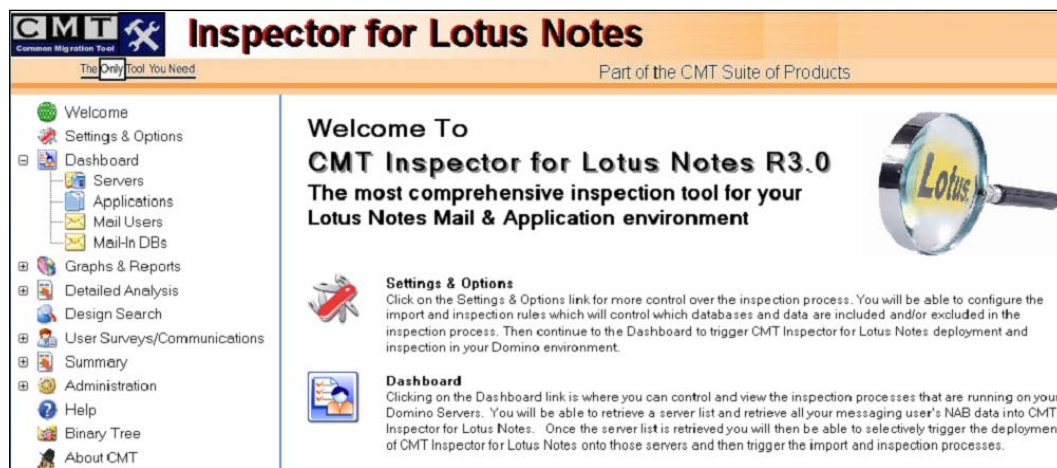 CMT
Common Migration Tool
Inspector for Lotus Notes
The Only Tool You Need
Part of the CMT Suite of Products
Welcome
Settings & Options
Dashboard
Servers
Applications
Mail Users
Mail-In DBs
Graphs & Reports
Detailed Analysis
Design Search
User Surveys/Communications
Summary
Administration
Help
Binary Tree
About CMT
Welcome To
CMT Inspector for Lotus Notes R3.0
The most comprehensive inspection tool for your
Lotus Notes Mail & Application environment
Lotus.
Settings & Options
Click on the Settings & Options link for more control over the inspection process. You will be able to configure the
import and inspection rules which will control which databases and data are included and/or excluded in the
inspection process. Then continue to the Dashboard to trigger CMT Inspector for Lotus Notes deployment and
inspection in your Domino environment.
Dashboard
Clicking on the Dashboard link is where you can control and view the inspection processes that are running on your
Domino Servers. You will be able to retrieve a server list and retrieve all your messaging user's NAB data into CMT
Inspector for Lotus Notes. Once the server list is retrieved you will then be able to selectively trigger the deploymen
of CMT Inspector for Lotus Notes onto those servers and then trigger the import and inspection processes.